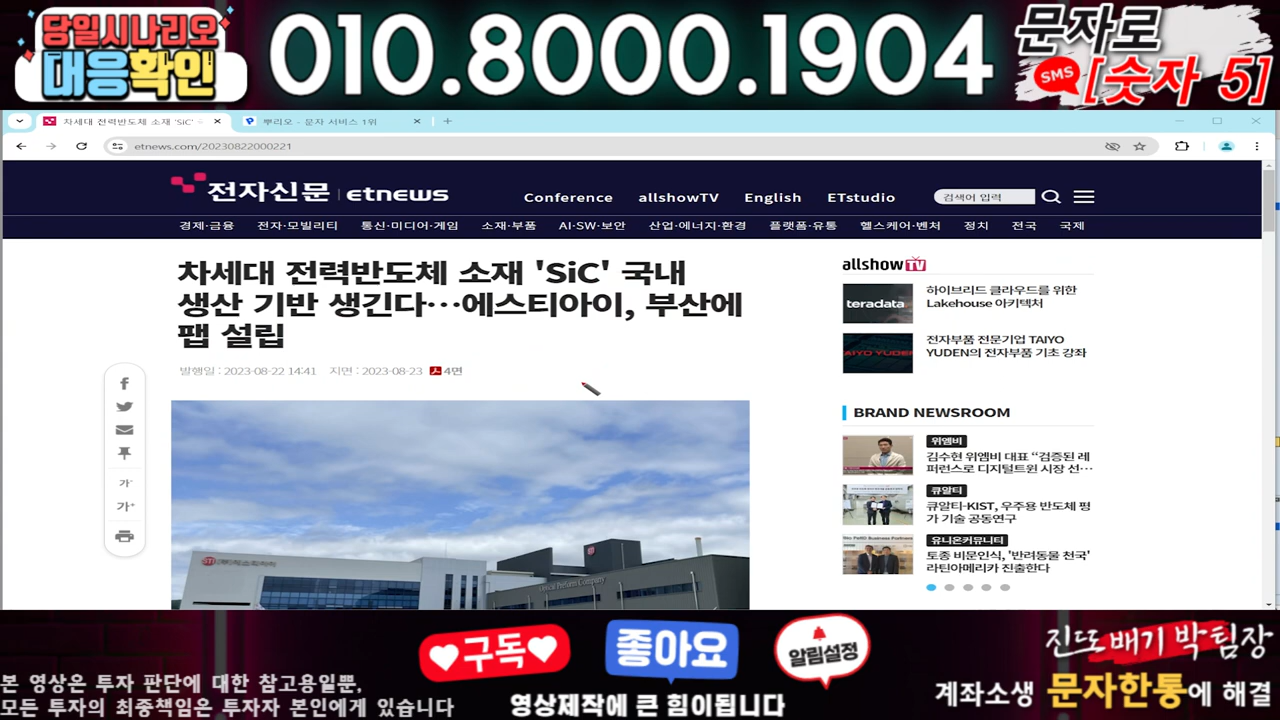 당일시나리오
대응확인
010.8000.1904
문자로
SMS
[숫자 5]
차세대 전력반도체 소재 'SiC'
뿌리오 - 문자 서비스 1위
etnews.com/20230822000221
전자신문
etnews
Conference
allshowTV
English
ETstudio
검색어 입력
경제·금융
전자·모빌리티
통신·미디어·게임
소재·부품
AI·SW·보안
산업·에너지·환경
플랫폼·유통
헬스케어·벤처
정치
전국
국제
차세대 전력반도체 소재 'SiC' 국내
생산 기반 생긴다…에스티아이, 부산에
팹 설립
발행일 : 2023-08-22 14:41
지면 : 2023-08-23
4면
가-
가+
Optical Perform Company
allshowTV
teradata
하이브리드 클라우드를 위한
Lakehouse 아키텍처
TAIYO YUDEN
전자부품 전문기업 TAIYO
YUDEN의 전자부품 기초 강좌
BRAND NEWSROOM
위엠비
김수현 위엠비 대표 “검증된 레
퍼런스로 디지털트윈 시장 선…
큐알티
큐알티-KIST, 우주용 반도체 평
가 기술 공동연구
유니온커뮤니티
토종 비문인식, '반려동물 천국'
라틴아메리카 진출한다
구독
좋아요
알림설정
영상제작에 큰 힘이됩니다
본 영상은 투자 판단에 대한 참고용일뿐,
모든 투자의 최종책임은 투자자 본인에게 있습니다
진또배기 박팀장
계좌소생 문자한통에 해결